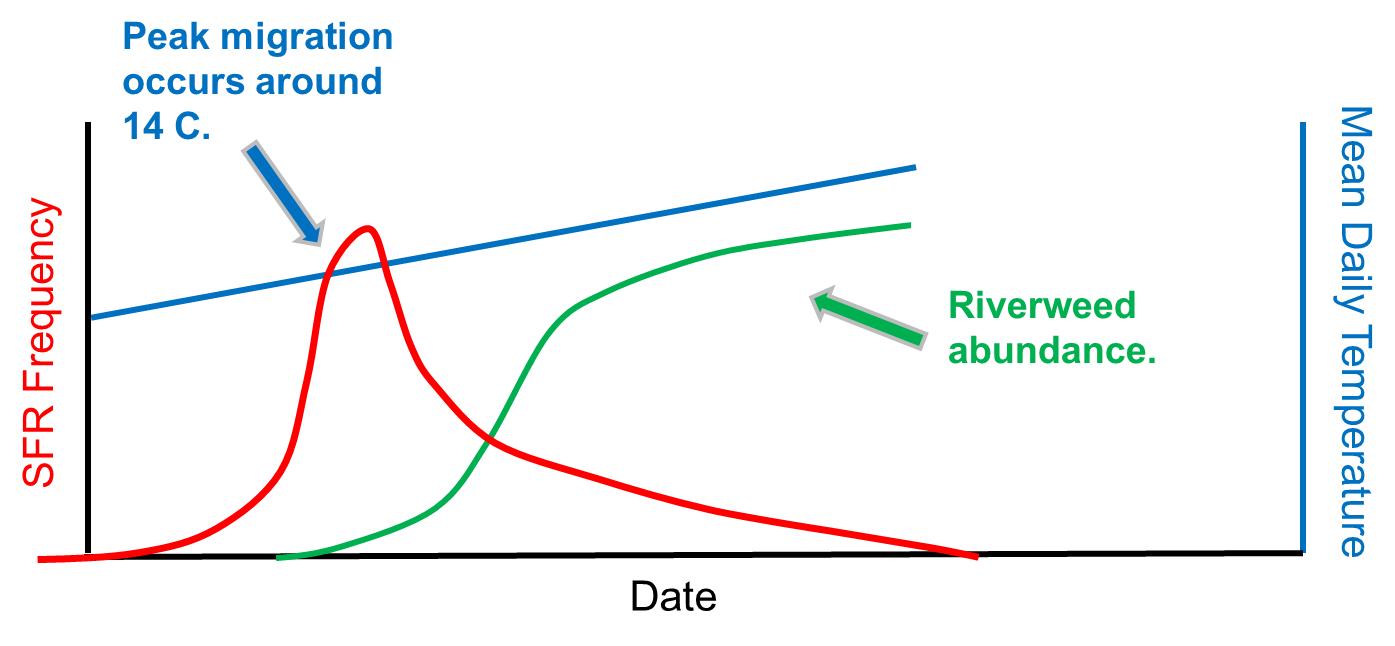 Peak migration
occurs around
14 C.
SFR Frequency
Mean Daily Temperature
Riverweed
abundance.
Date